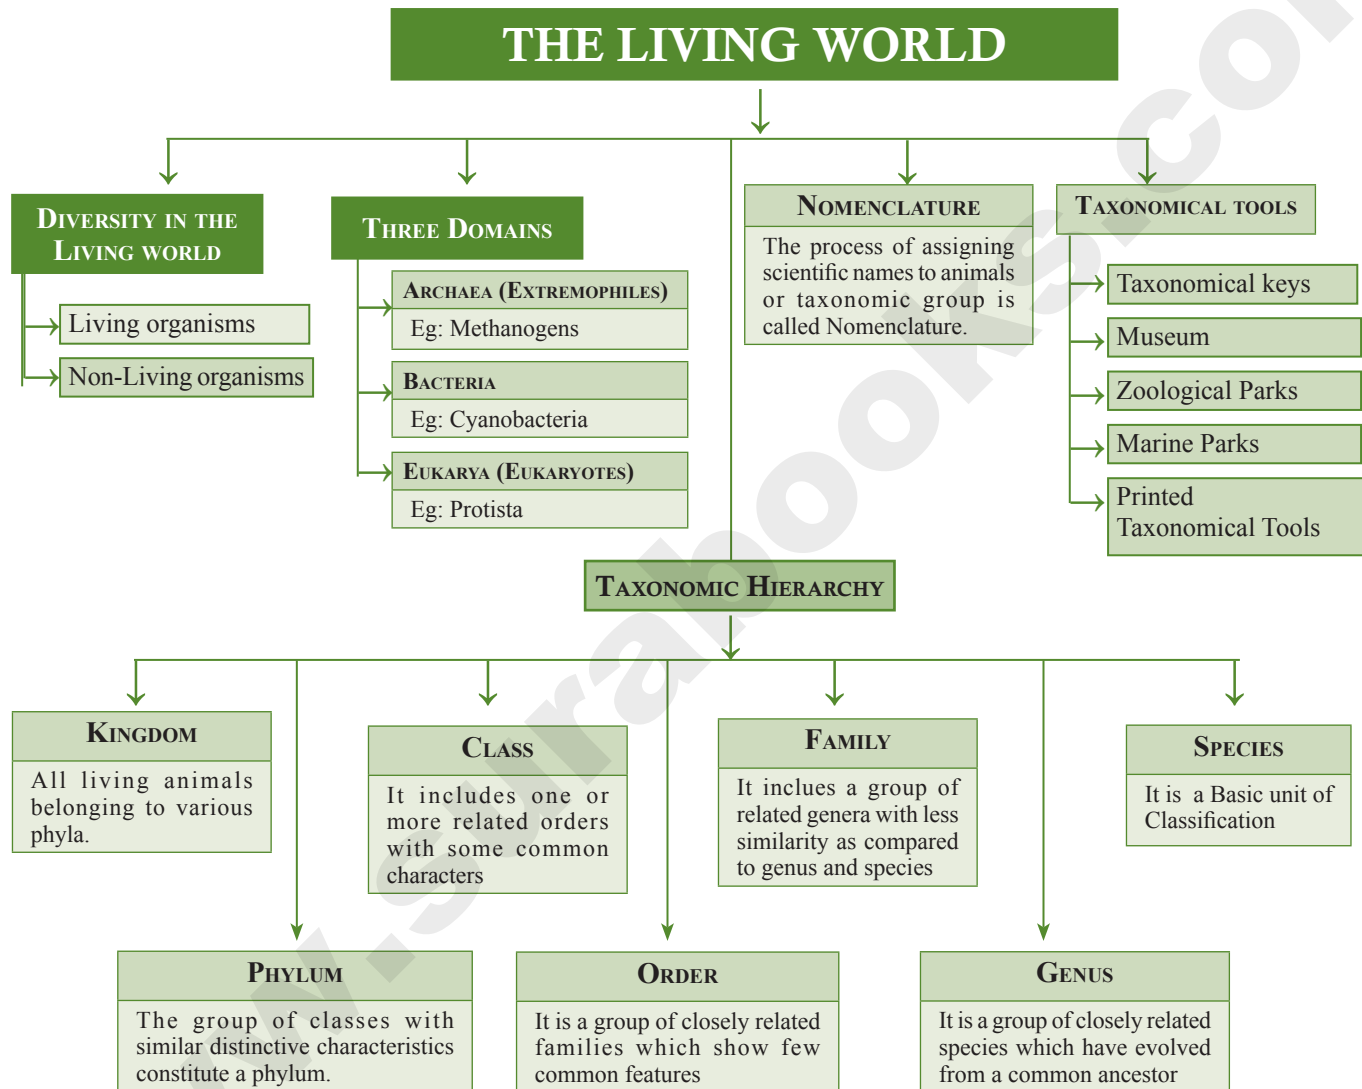 THE LIVING WORLD
DIVERSITY IN THE
LIVING WORLD
Living organisms
Non-Living organisms
THREE DOMAINS
ARCHAEA (EXTREMOPHILES)
Eg: Methanogens
BACTERIA
Eg: Cyanobacteria
EUKARYA (EUKARYOTES)
Eg: Protista
NOMENCLATURE
The process of assigning
scientific names to animals
or taxonomic group is
called Nomenclature.
TAXONOMICAL TOOLS
Taxonomical keys
Museum
Zoological Parks
Marine Parks
Printed
Taxonomical Tools
TAXONOMIC HIERARCHY
KINGDOM
All living animals
belonging to various
phyla.
CLASS
It includes one or
more related orders
with some common
characters
FAMILY
It inclues a group of
related genera with less
similarity as compared
to genus and species
SPECIES
It is a Basic unit of
Classification
PHYLUM
The group of classes with
similar distinctive characteristics
constitute a phylum.
ORDER
It is a group of closely related
families which show few
common features
GENUS
It is a group of closely related
species which have evolved
from a common ancestor
w.surabooks.com